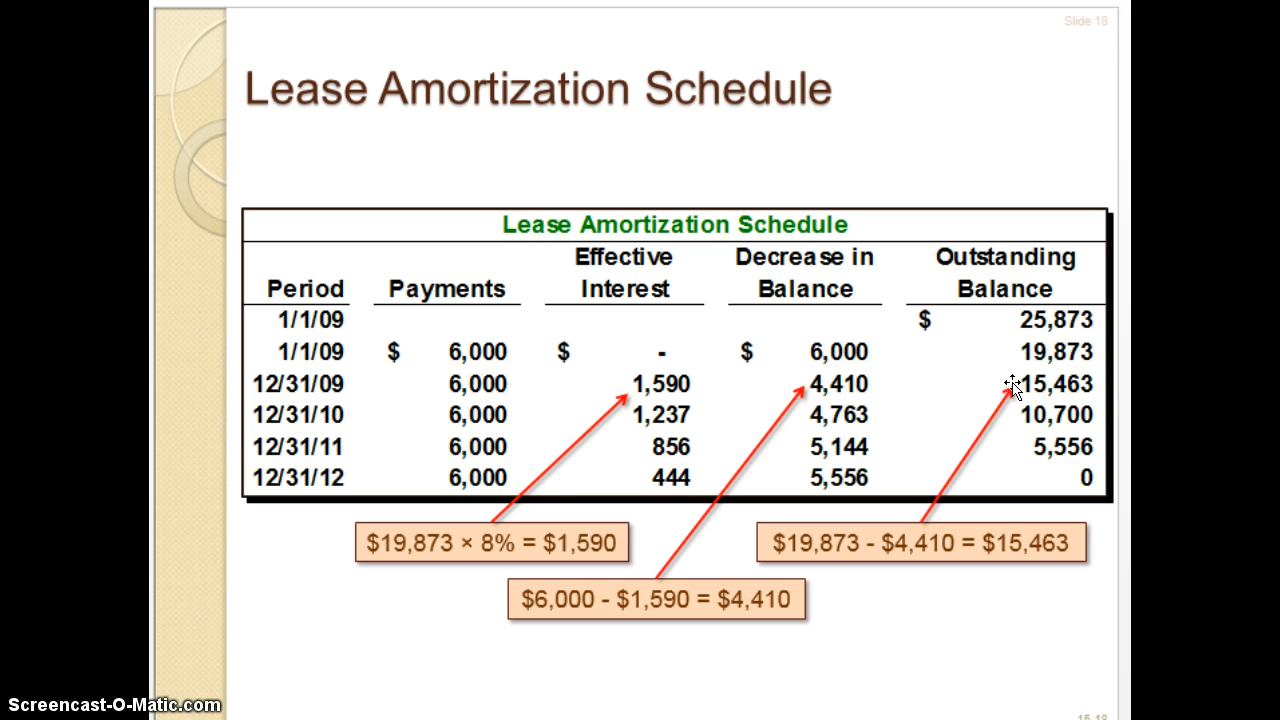 Slide 18
Lease Amortization Schedule
Lease Amortization Schedule
Effective Decrease in Outstanding
Period Payments Interest Balance Balance
1/1/09 $ 25,873
1/1/09 $ 6,000 $ - $ 6,000 19,873
12/31/09 6,000 1,590 4,410 15,463
12/31/10 6,000 1,237 4,763 10,700
12/31/11 6,000 856 5,144 5,556
12/31/12 6,000 444 5,556 0
$19,873 × 8% = $1,590 $19,873 - $4,410 = $15,463
$6,000 - $1,590 = $4,410
Screencast-O-Matic.com
15-18